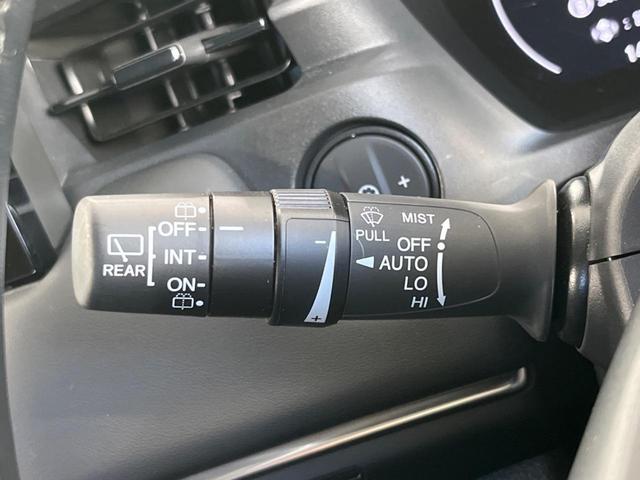 OFF
INT
ON
REAR
-
+
MIST
PULL
OFF
AUTO
LO
HI
+